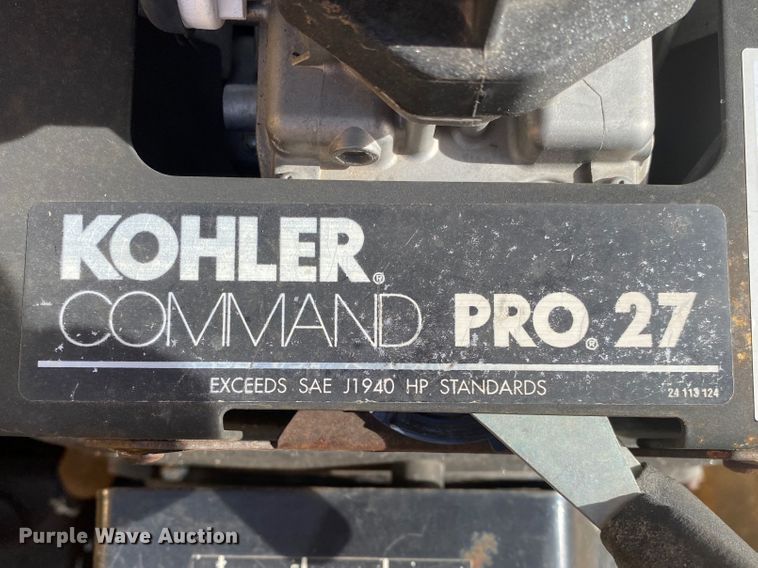 KOHLER®
COMMAND PRO® 27
EXCEEDS SAE J1940 HP STANDARDS
24 113 124
Purple Wave Auction